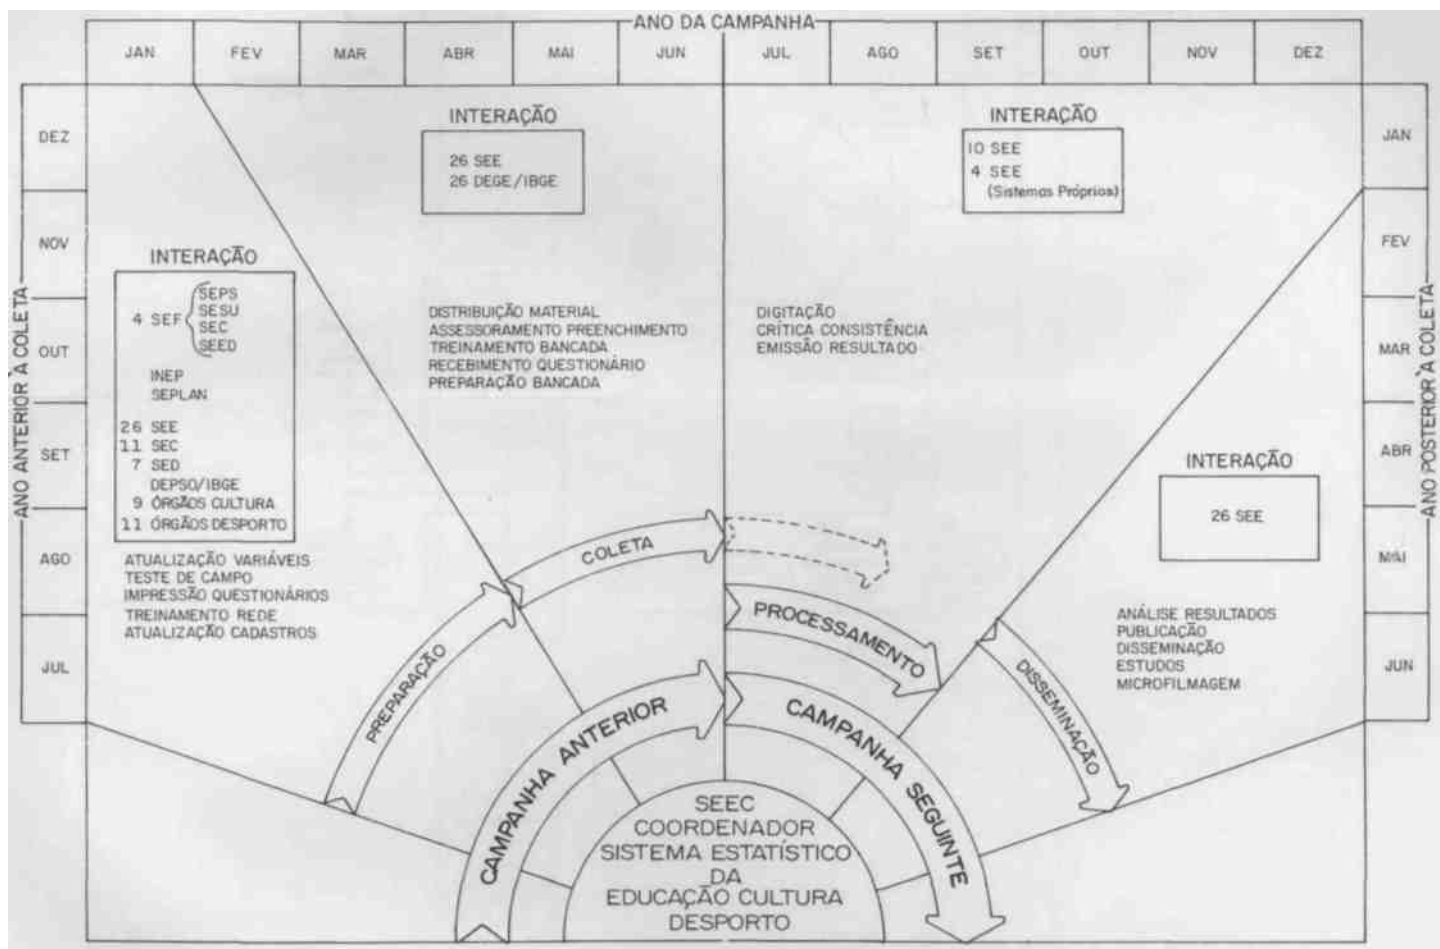 ANO DA CAMPANHA
JAN FEV MAR ABR MAI JUN JUL AGO SET OUT NOV DEZ
ANO ANTERIOR À COLETA
DEZ
NOV
OUT
SET
AGO
JUL
ANO POSTERIOR À COLETA
JAN
FEV
MAR
ABR
MAI
JUN
INTERAÇÃO
4 SEF
SEPS
SESU
SEC
SEED
INEP
SEPLAN
26 SEE
11 SEC
7 SED
DEPSO/IBGE
9 ÓRGÃOS CULTURA
11 ÓRGÃOS DESPORTO
ATUALIZAÇÃO VARIÁVEIS
TESTE DE CAMPO
IMPRESSÃO QUESTIONÁRIOS
TREINAMENTO REDE
ATUALIZAÇÃO CADASTROS
INTERAÇÃO
26 SEE
26 DEGE/IBGE
DISTRIBUIÇÃO MATERIAL
ASSESSORAMENTO PREENCHIMENTO
TREINAMENTO BANCADA
RECEBIMENTO QUESTIONÁRIO
PREPARAÇÃO BANCADA
INTERAÇÃO
10 SEE
4 SEE
(Sistemas Próprios)
DIGITAÇÃO
CRÍTICA CONSISTÊNCIA
EMISSÃO RESULTADO
INTERAÇÃO
26 SEE
ANÁLISE RESULTADOS
PUBLICAÇÃO
DISSEMINAÇÃO
ESTUDOS
MICROFILMAGEM
PREPARAÇÃO
COLETA
PROCESSAMENTO
DISSEMINAÇÃO
CAMPANHA ANTERIOR
CAMPANHA SEGUINTE
SEEC
COORDENADOR
SISTEMA ESTATÍSTICO
DA
EDUCAÇÃO CULTURA
DESPORTO